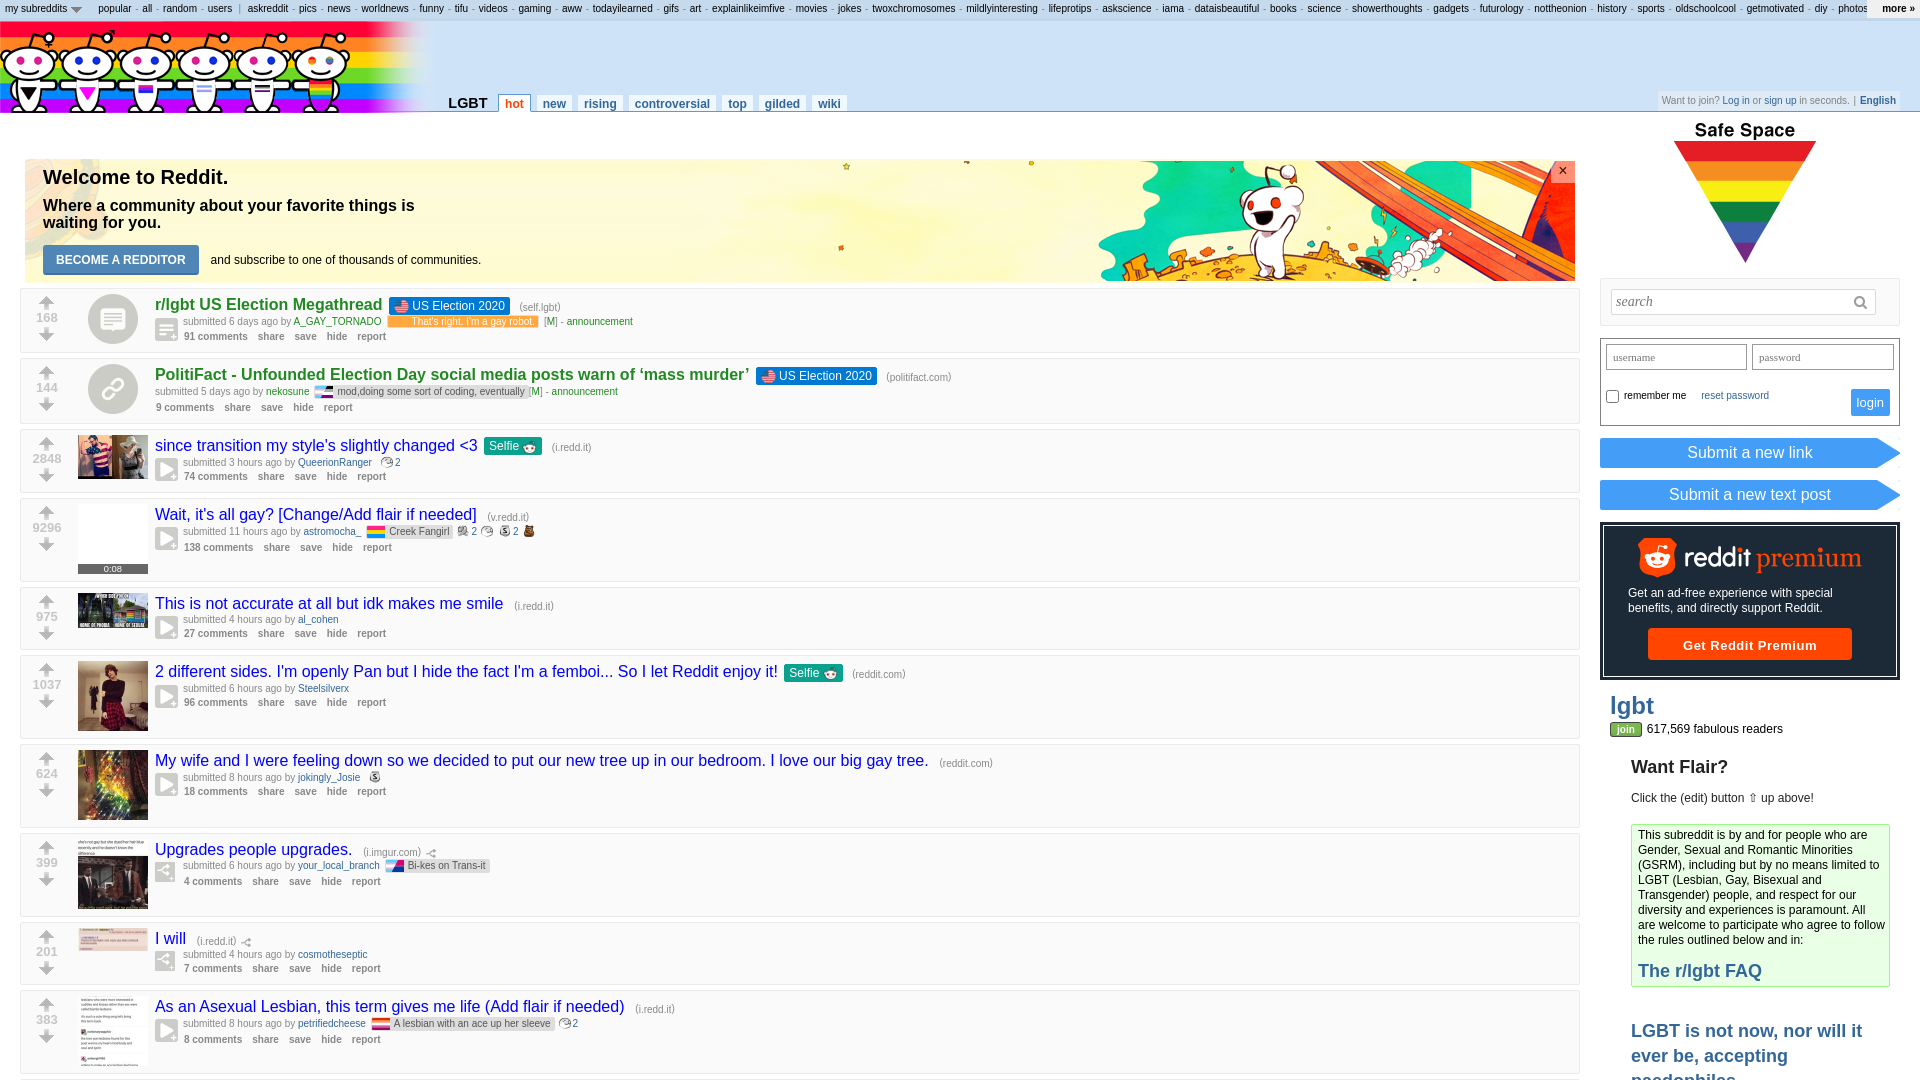 my subreddits popular - all - random - users | askreddit - pics - news - worldnews - funny - tifu - videos - gaming - aww - todayilearned - gifs - art - explainlikeimfive - movies - jokes - twoxchromosomes - mildlyinteresting - lifeprotips - askscience - iama - dataisbeautiful - books - science - showerthoughts - gadgets - futurology - nottheonion - history - sports - oldschoolcool - getmotivated - diy - photos more »
LGBT hot new rising controversial top gilded wiki
Want to join? Log in or sign up in seconds. | English
Safe Space
Welcome to Reddit.
Where a community about your favorite things is
waiting for you.
BECOME A REDDITOR and subscribe to one of thousands of communities.
×
168
r/lgbt US Election Megathread US Election 2020 (self.lgbt)
submitted 6 days ago by A_GAY_TORNADO That's right. I'm a gay robot. [M] - announcement
91 comments share save hide report
144
PolitiFact - Unfounded Election Day social media posts warn of ‘mass murder’ US Election 2020 (politifact.com)
submitted 5 days ago by nekosune mod,doing some sort of coding, eventually [M] - announcement
9 comments share save hide report
2848
since transition my style's slightly changed <3 Selfie (i.redd.it)
submitted 3 hours ago by QueerionRanger 2
74 comments share save hide report
9296
0:08
Wait, it's all gay? [Change/Add flair if needed] (v.redd.it)
submitted 11 hours ago by astromocha_ Creek Fangirl 2 2
138 comments share save hide report
975
This is not accurate at all but idk makes me smile (i.redd.it)
submitted 4 hours ago by al_cohen
27 comments share save hide report
1037
2 different sides. I'm openly Pan but I hide the fact I'm a femboi... So I let Reddit enjoy it! Selfie (reddit.com)
submitted 6 hours ago by Steelsilverx
96 comments share save hide report
624
My wife and I were feeling down so we decided to put our new tree up in our bedroom. I love our big gay tree. (reddit.com)
submitted 8 hours ago by jokingly_Josie
18 comments share save hide report
399
Upgrades people upgrades. (i.imgur.com)
submitted 6 hours ago by your_local_branch Bi-kes on Trans-it
4 comments share save hide report
201
I will (i.redd.it)
submitted 4 hours ago by cosmotheseptic
7 comments share save hide report
383
As an Asexual Lesbian, this term gives me life (Add flair if needed) (i.redd.it)
submitted 8 hours ago by petrifiedcheese A lesbian with an ace up her sleeve 2
8 comments share save hide report
search
username password
remember me reset password login
Submit a new link
Submit a new text post
reddit premium
Get an ad-free experience with special
benefits, and directly support Reddit.
Get Reddit Premium
lgbt
join 617,569 fabulous readers
Want Flair?
Click the (edit) button ⇧ up above!
This subreddit is by and for people who are
Gender, Sexual and Romantic Minorities
(GSRM), including but by no means limited to
LGBT (Lesbian, Gay, Bisexual and
Transgender) people, and respect for our
diversity and experiences is paramount. All
are welcome to participate who agree to follow
the rules outlined below and in:
The r/lgbt FAQ
LGBT is not now, nor will it
ever be, accepting
paedophiles